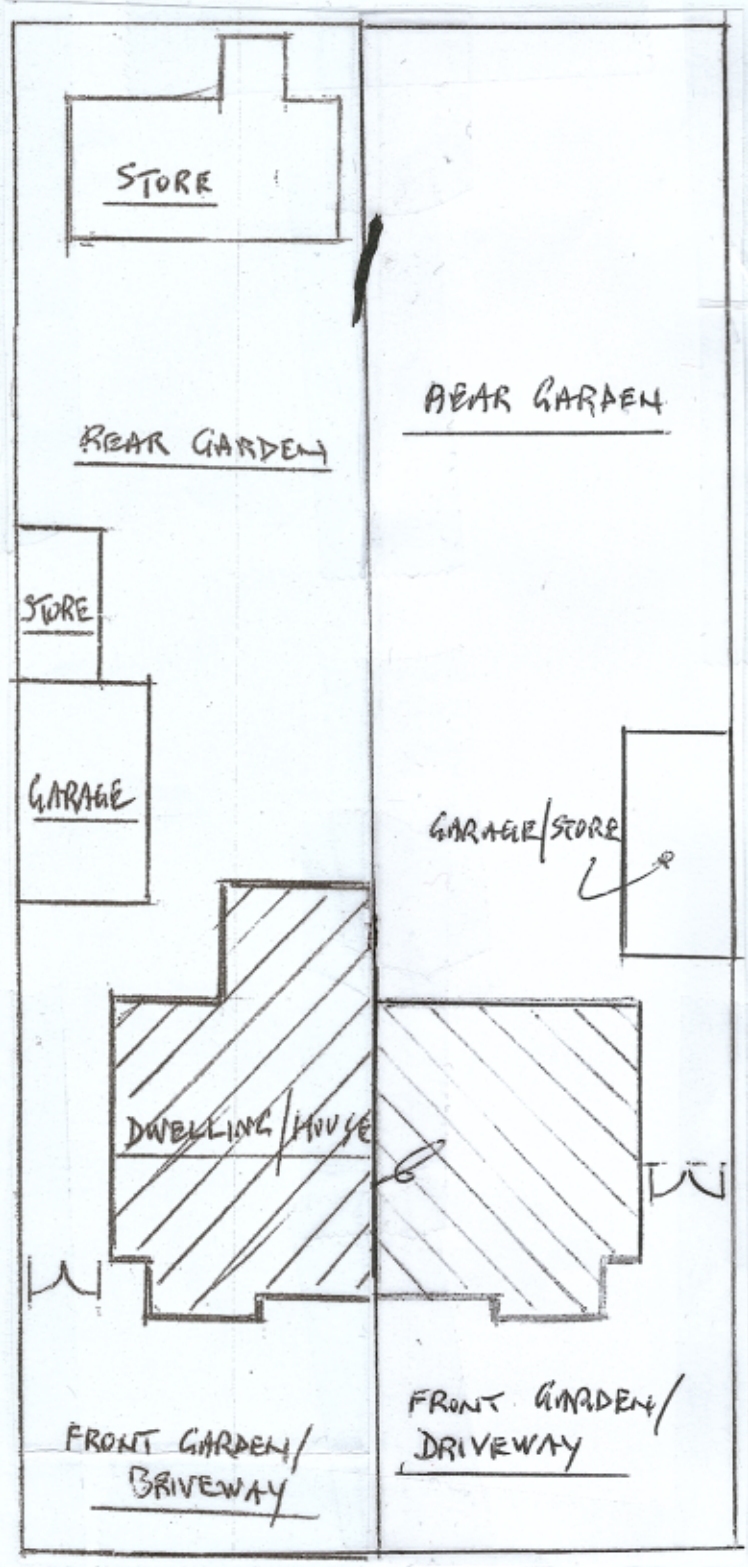 STORE
REAR GARDEN
REAR GARDEN
STORE
GARAGE
GARAGE/STORE
DWELLING/HOUSE
FRONT GARDEN/
DRIVEWAY
FRONT GARDEN/
DRIVEWAY